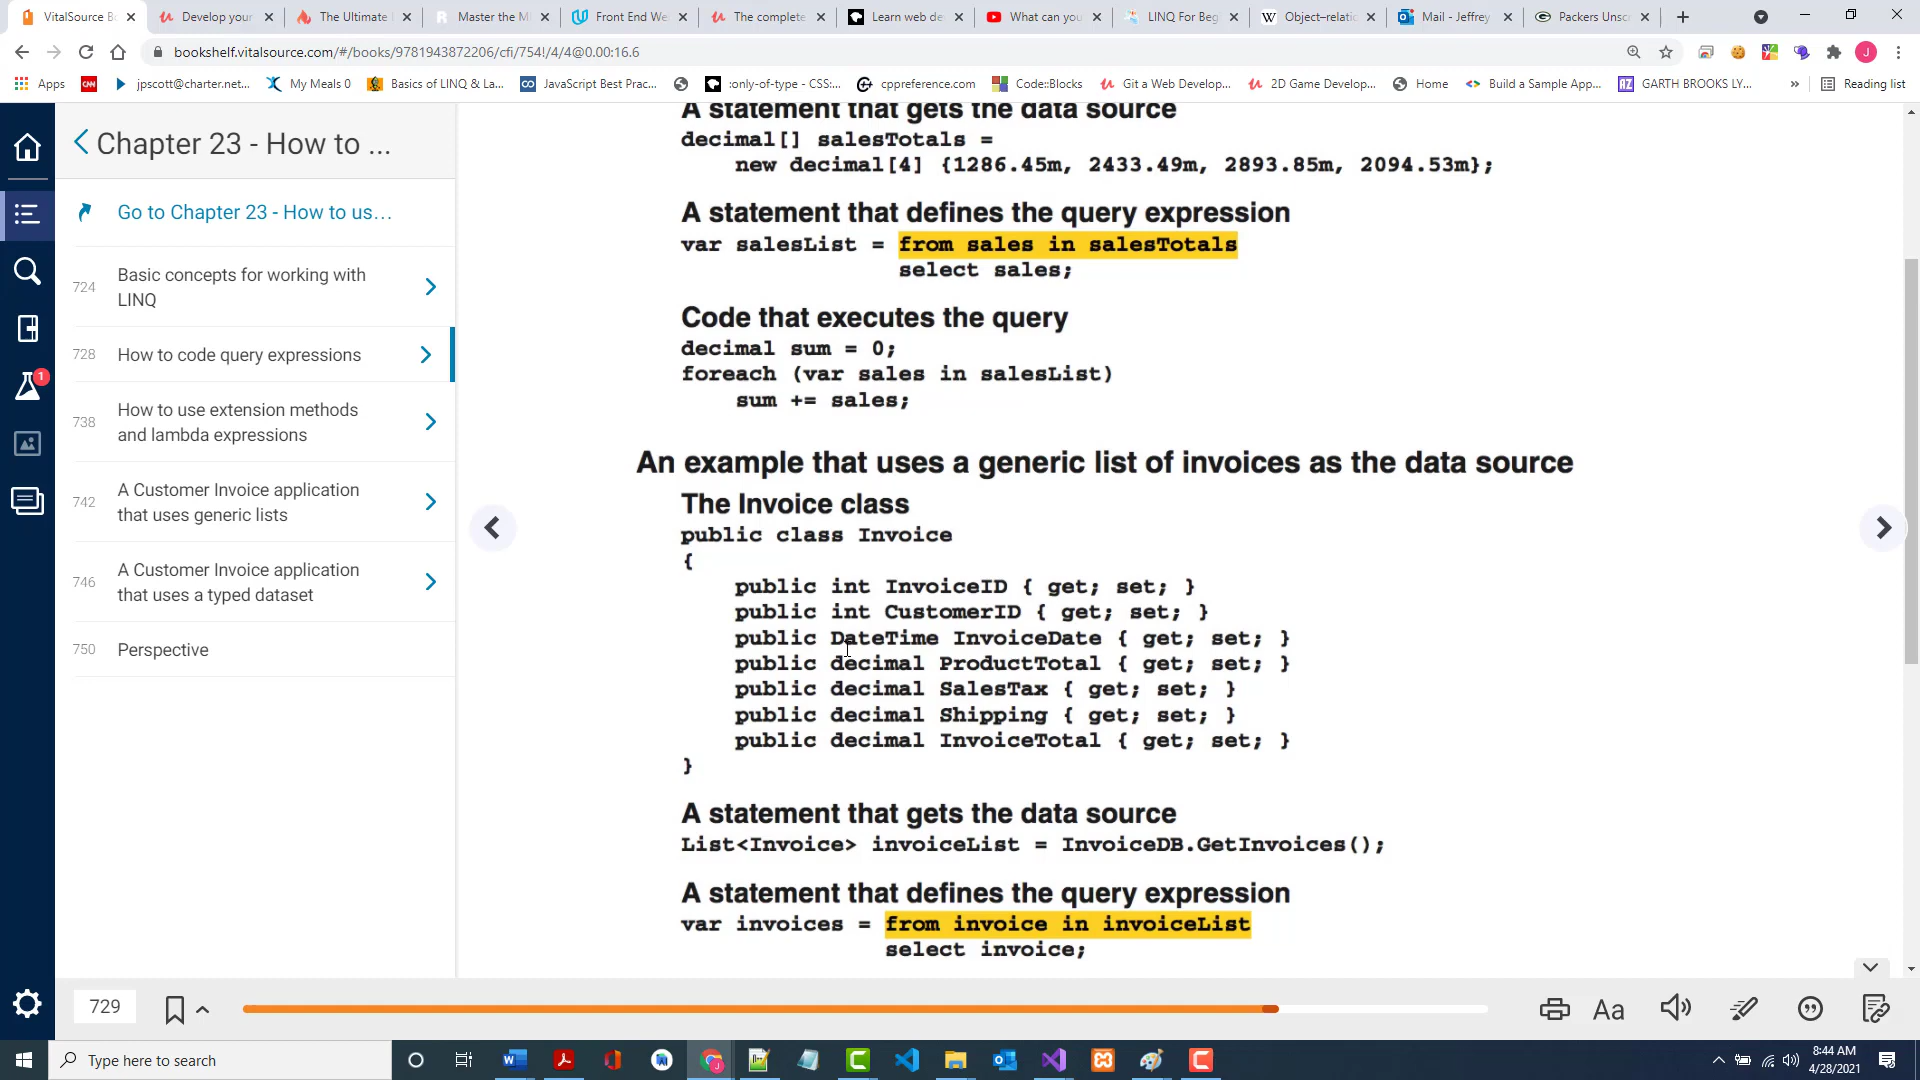 VitalSource B
Develop your
The Ultimate
Master the M
Front End We
The complete
Learn web de
What can you
LINQ For Beg
Object–relatio
Mail - Jeffrey
Packers Unsc
bookshelf.vitalsource.com/#/books/9781943872206/cfi/754!/4/4@0.00:16.6
J
Apps
CNN
jpscott@charter.net...
My Meals 0
Basics of LINQ & La...
JavaScript Best Prac...
:only-of-type - CSS:...
cppreference.com
Code::Blocks
Git a Web Develop...
2D Game Develop...
Home
Build a Sample App...
AZ
GARTH BROOKS LY...
»
Reading list
Chapter 23 - How to ...
Go to Chapter 23 - How to us...
724 Basic concepts for working with
LINQ
728 How to code query expressions
738 How to use extension methods
and lambda expressions
742 A Customer Invoice application
that uses generic lists
746 A Customer Invoice application
that uses a typed dataset
750 Perspective
1
A statement that gets the data source
decimal[] salesTotals =
new decimal[4] {1286.45m, 2433.49m, 2893.85m, 2094.53m};
A statement that defines the query expression
var salesList = from sales in salesTotals
select sales;
Code that executes the query
decimal sum = 0;
foreach (var sales in salesList)
sum += sales;
An example that uses a generic list of invoices as the data source
The Invoice class
public class Invoice
{
public int InvoiceID { get; set; }
public int CustomerID { get; set; }
public DateTime InvoiceDate { get; set; }
public decimal ProductTotal { get; set; }
public decimal SalesTax { get; set; }
public decimal Shipping { get; set; }
public decimal InvoiceTotal { get; set; }
}
A statement that gets the data source
List<Invoice> invoiceList = InvoiceDB.GetInvoices();
A statement that defines the query expression
var invoices = from invoice in invoiceList
select invoice;
729
Aa
Type here to search
8:44 AM
4/28/2021